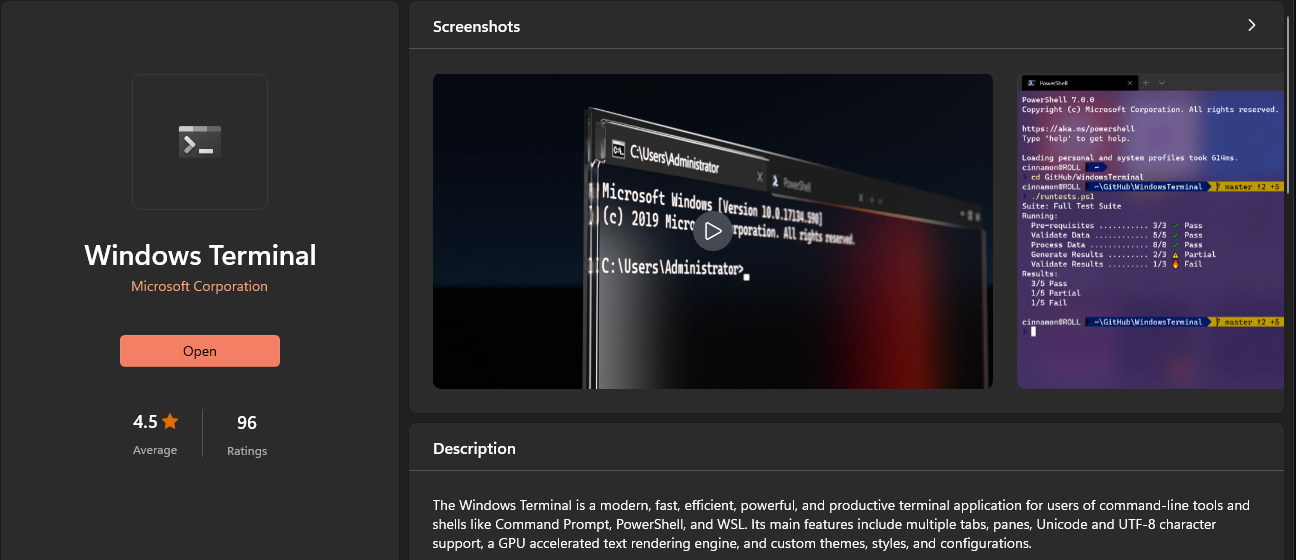 Windows Terminal
Microsoft Corporation
Open
4.5
Average
96
Ratings
Screenshots
C:\Users\Administrator
PowerShell
Microsoft Windows [Version 10.0.17134.590]
(c) 2019 Microsoft Corporation. All rights reserved.
C:\Users\Administrator>
PowerShell
PowerShell 7.0.0
Copyright (c) Microsoft Corporation. All rights reserved.
https://aka.ms/powershell
Type 'help' to get help.
Loading personal and system profiles took 614ms.
cinnamon@ROLL ~
cd GitHub/WindowsTerminal
cinnamon@ROLL ~\GitHub\WindowsTerminal master ↑2 +5
./runtests.ps1
Suite: Full Test Suite
Running:
Pre-requisites ........... 3/3 ✓ Pass
Validate Data ............ 5/5 ✓ Pass
Process Data ............. 8/8 ✓ Pass
Generate Results ......... 2/3 ⚠ Partial
Validate Results ......... 1/3 🔥 Fail
Results:
3/5 Pass
1/5 Partial
1/5 Fail
cinnamon@ROLL ~\GitHub\WindowsTerminal master ↑2 +5
Description
The Windows Terminal is a modern, fast, efficient, powerful, and productive terminal application for users of command-line tools and
shells like Command Prompt, PowerShell, and WSL. Its main features include multiple tabs, panes, Unicode and UTF-8 character
support, a GPU accelerated text rendering engine, and custom themes, styles, and configurations.